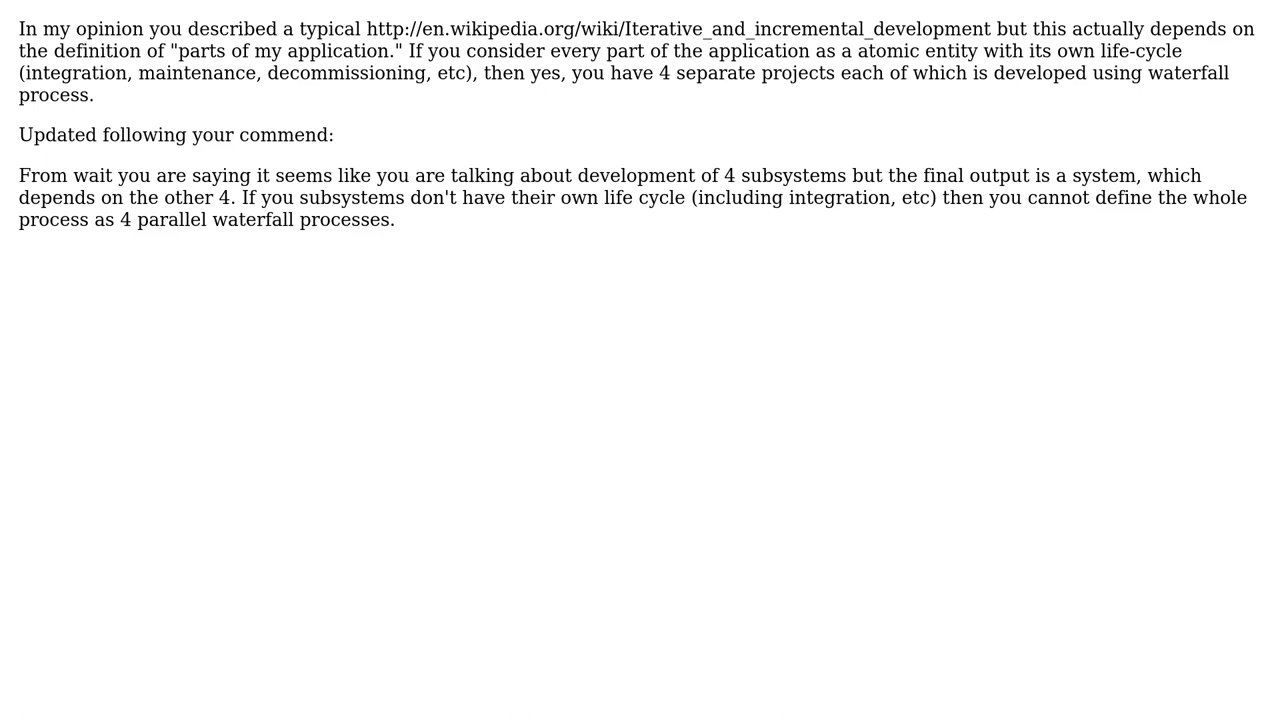 In my opinion you described a typical http://en.wikipedia.org/wiki/Iterative_and_incremental_development but this actually depends on
the definition of "parts of my application." If you consider every part of the application as a atomic entity with its own life-cycle
(integration, maintenance, decommissioning, etc), then yes, you have 4 separate projects each of which is developed using waterfall
process.
Updated following your commend:
From wait you are saying it seems like you are talking about development of 4 subsystems but the final output is a system, which
depends on the other 4. If you subsystems don't have their own life cycle (including integration, etc) then you cannot define the whole
process as 4 parallel waterfall processes.